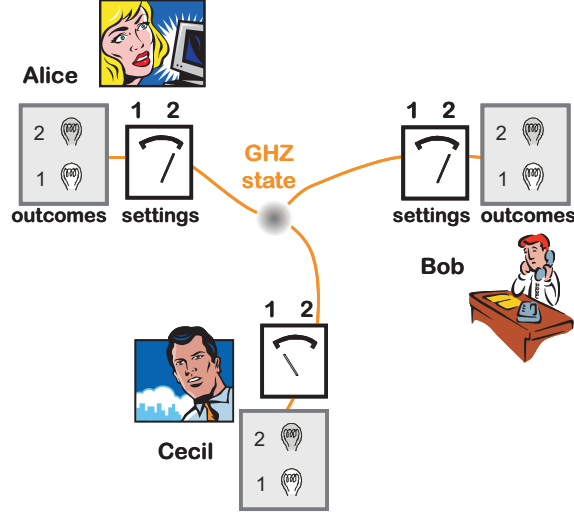 Alice
1 2
2
1
outcomes
settings
GHZ
state
1 2
2
1
settings
outcomes
Bob
1 2
Cecil
2
1